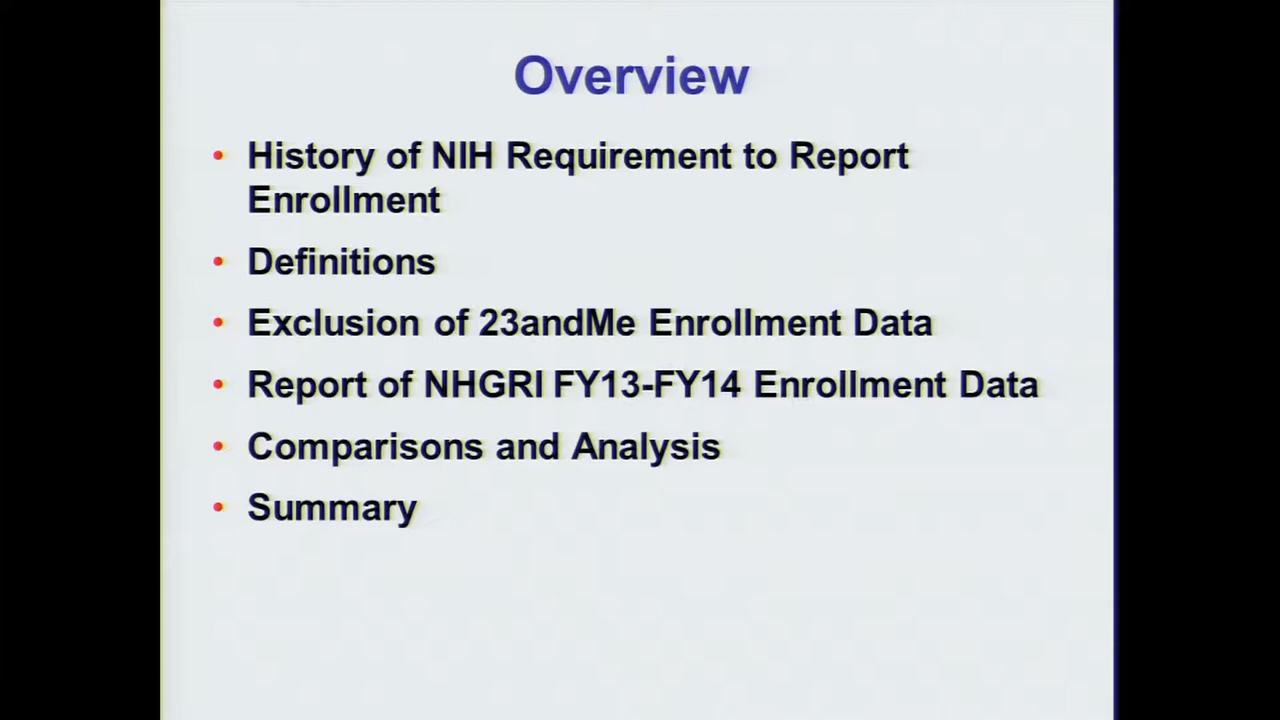 Overview
• History of NIH Requirement to Report
Enrollment
• Definitions
• Exclusion of 23andMe Enrollment Data
• Report of NHGRI FY13-FY14 Enrollment Data
• Comparisons and Analysis
• Summary